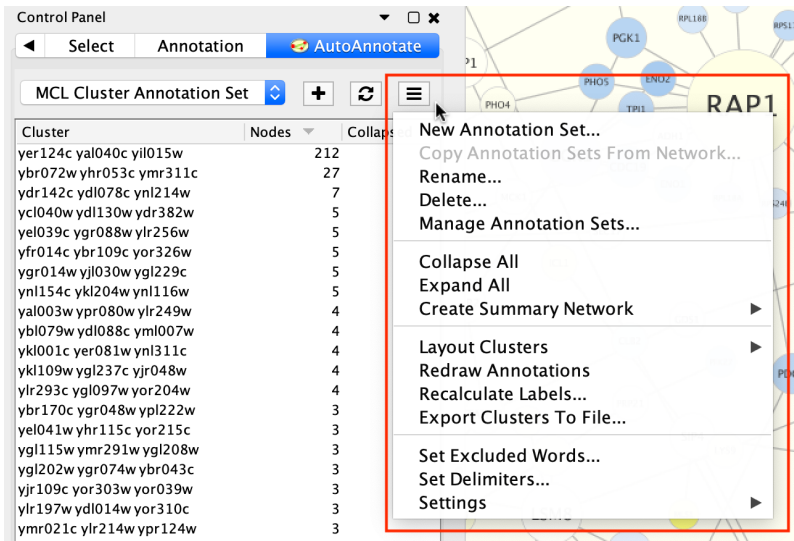 Control Panel
Select Annotation AutoAnnotate
MCL Cluster Annotation Set
Cluster Nodes
yer124c yal040c yil015w 212
ybr072w yhr053c ymr311c 27
ydr142c ydl078c ynl214w 7
ycl040w ydl130w ydr382w 5
yel039c ygr088w ylr256w 5
yfr014c ybr109c yor326w 5
ygr014w yjl030w ygl229c 5
ynl154c ykl204w ynl116w 5
yal003w ypr080w ylr249w 4
ybl079w ydl088c yml007w 4
ykl001c yer081w ynl311c 4
ykl109w ygl237c yjr048w 4
ylr293c ygl097w yor204w 4
ybr170c ygr048w ypl222w 3
yel041w yhr115c yor215c 3
ygl115w ymr291w ygl208w 3
ygl202w ygr074w ybr043c 3
yjr109c yor303w yor039w 3
ylr197w ydl014w yor310c 3
ymr021c ylr214w ypr124w 3
New Annotation Set...
Copy Annotation Sets From Network...
Rename...
Delete...
Manage Annotation Sets...
Collapse All
Expand All
Create Summary Network
Layout Clusters
Redraw Annotations
Recalculate Labels...
Export Clusters To File...
Set Excluded Words...
Set Delimiters...
Settings
RPL18B
PGK1
PHO5
ENO2
PHO4
TPI1
RAP1